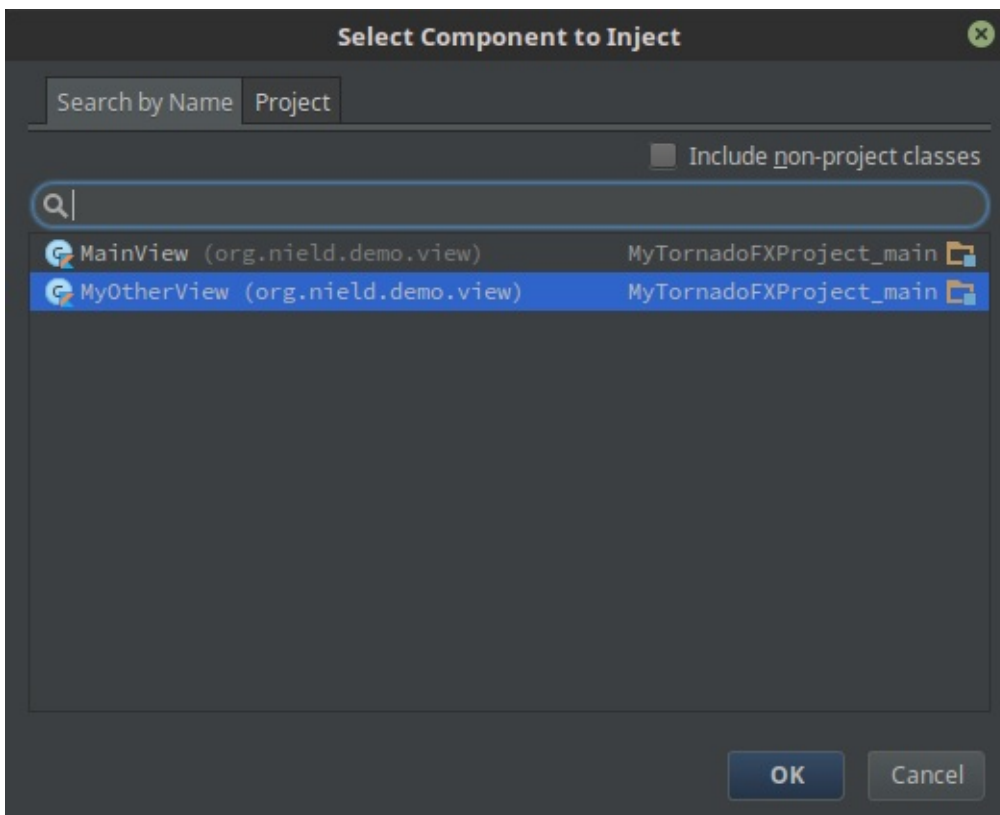 Select Component to Inject
Search by Name Project
Include non-project classes
MainView (org.nield.demo.view) MyTornadoFXProject_main
MyOtherView (org.nield.demo.view) MyTornadoFXProject_main
OK Cancel